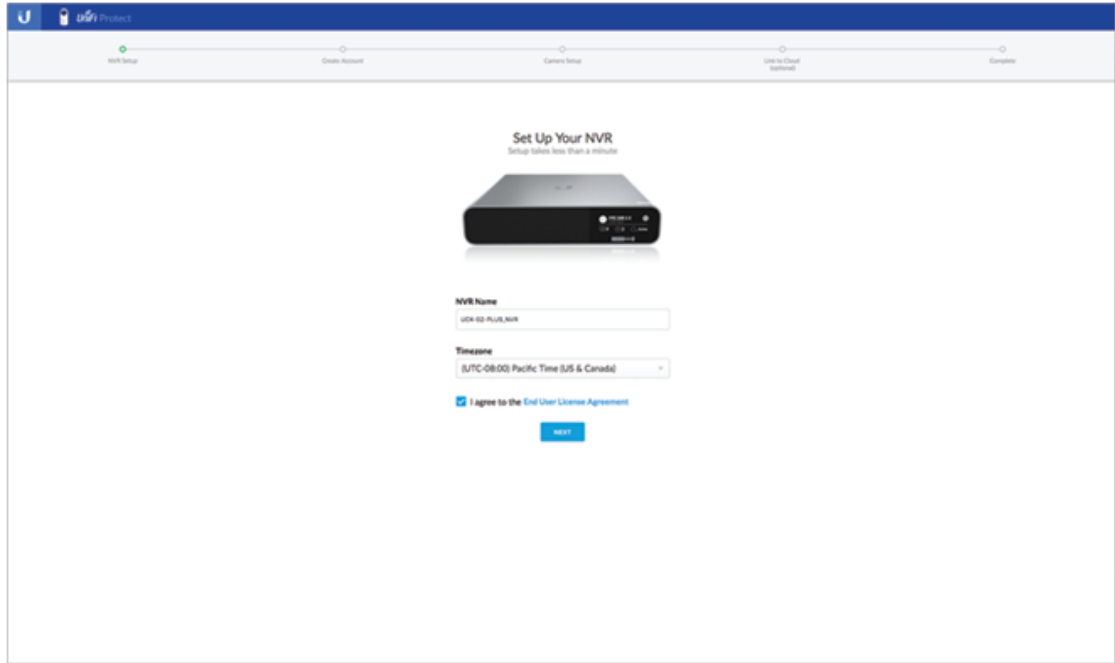 UniFi Protect
NVR Setup
Create Account
Camera Setup
Link to Cloud
(optional)
Complete
Set Up Your NVR
Setup takes less than a minute
NVR Name
UCK-G2-PLUS_NVR
Timezone
(UTC-08:00) Pacific Time (US & Canada)
I agree to the End User License Agreement
NEXT